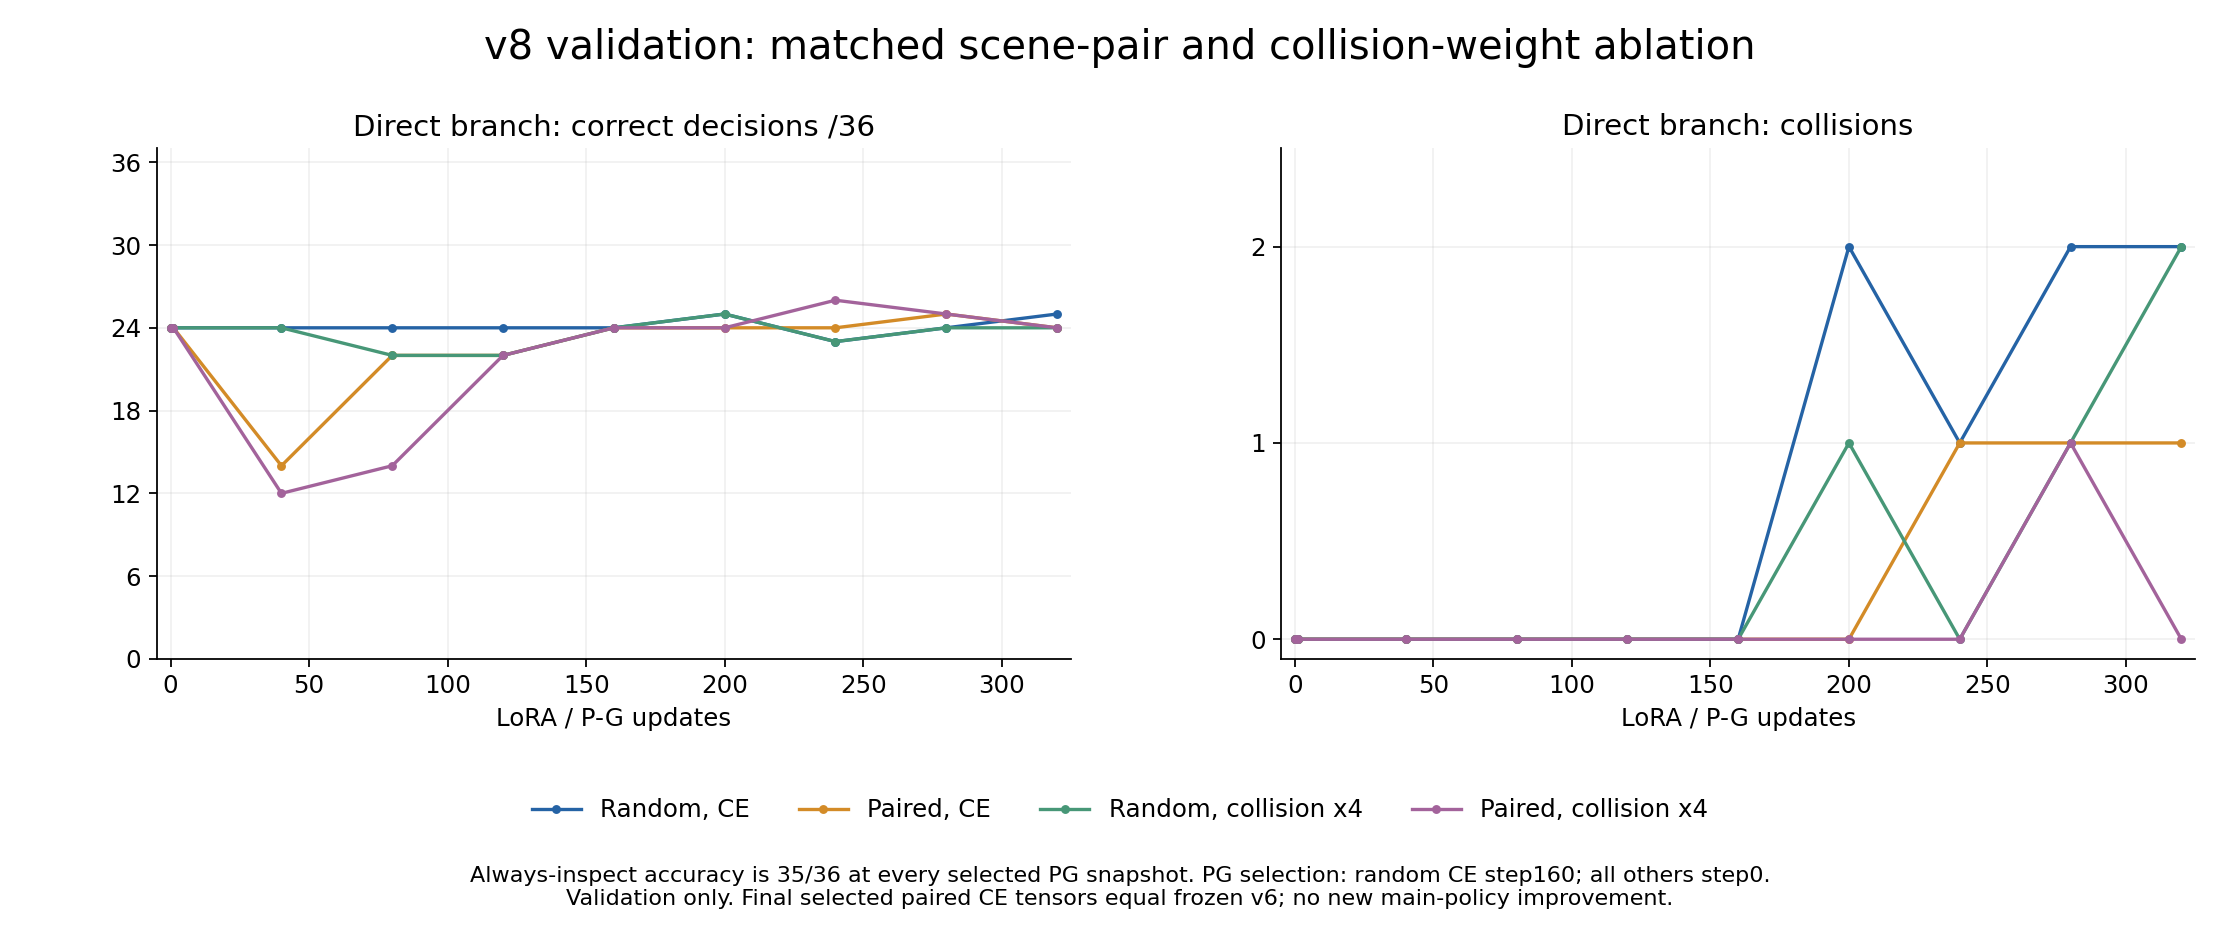 v8 validation: matched scene-pair and collision-weight ablation
Direct branch: correct decisions /36
36
30
24
18
12
6
0
0 50 100 150 200 250 300
LoRA / P-G updates
Direct branch: collisions
2
1
0
0 50 100 150 200 250 300
LoRA / P-G updates
Random, CE
Paired, CE
Random, collision x4
Paired, collision x4
Always-inspect accuracy is 35/36 at every selected PG snapshot. PG selection: random CE step160; all others step0.
Validation only. Final selected paired CE tensors equal frozen v6; no new main-policy improvement.